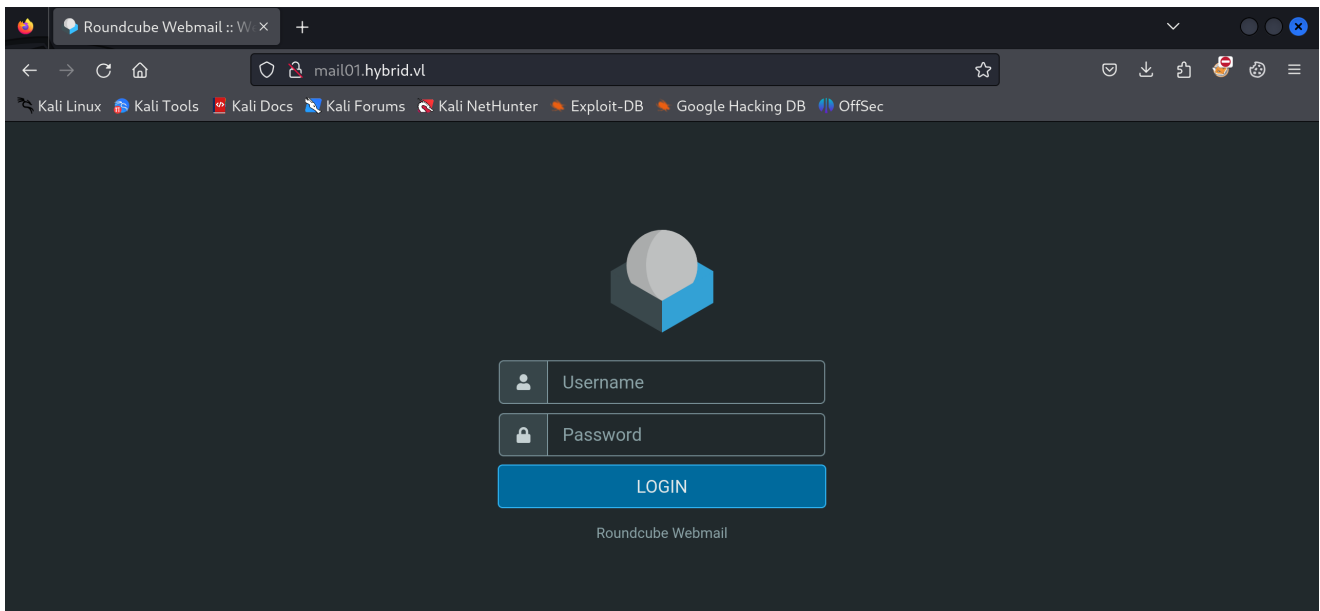 Roundcube Webmail :: W
mail01.hybrid.vl
Kali Linux Kali Tools Kali Docs Kali Forums Kali NetHunter Exploit-DB Google Hacking DB OffSec
Username
Password
LOGIN
Roundcube Webmail